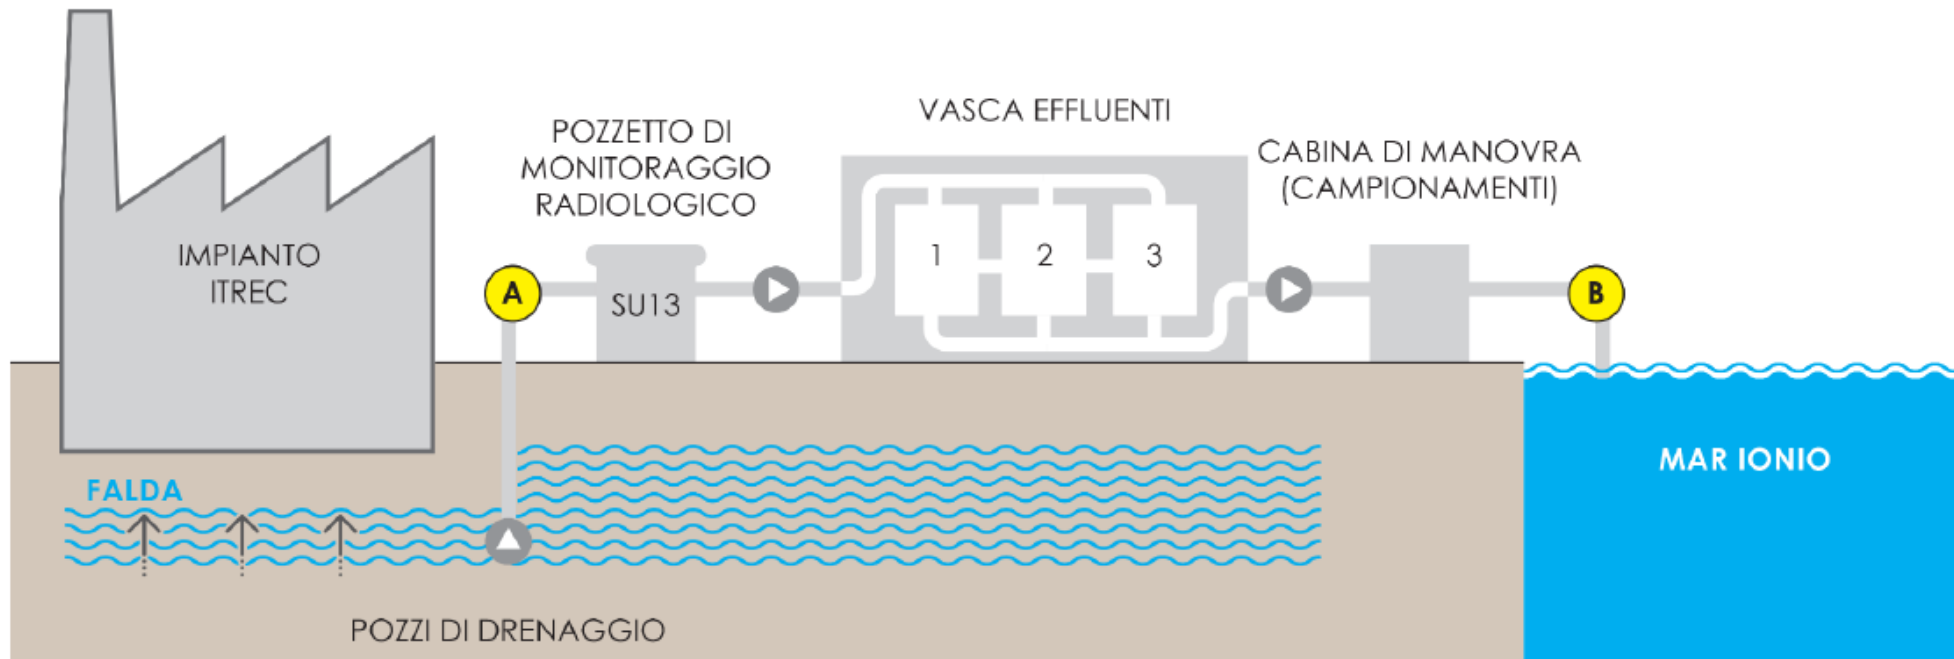 IMPIANTO
ITREC
FALDA
POZZI DI DRENAGGIO
A
POZZETTO DI
MONITORAGGIO
RADIOLOGICO
SU13
VASCA EFFLUENTI
1 2 3
CABINA DI MANOVRA
(CAMPIONAMENTI)
B
MAR IONIO